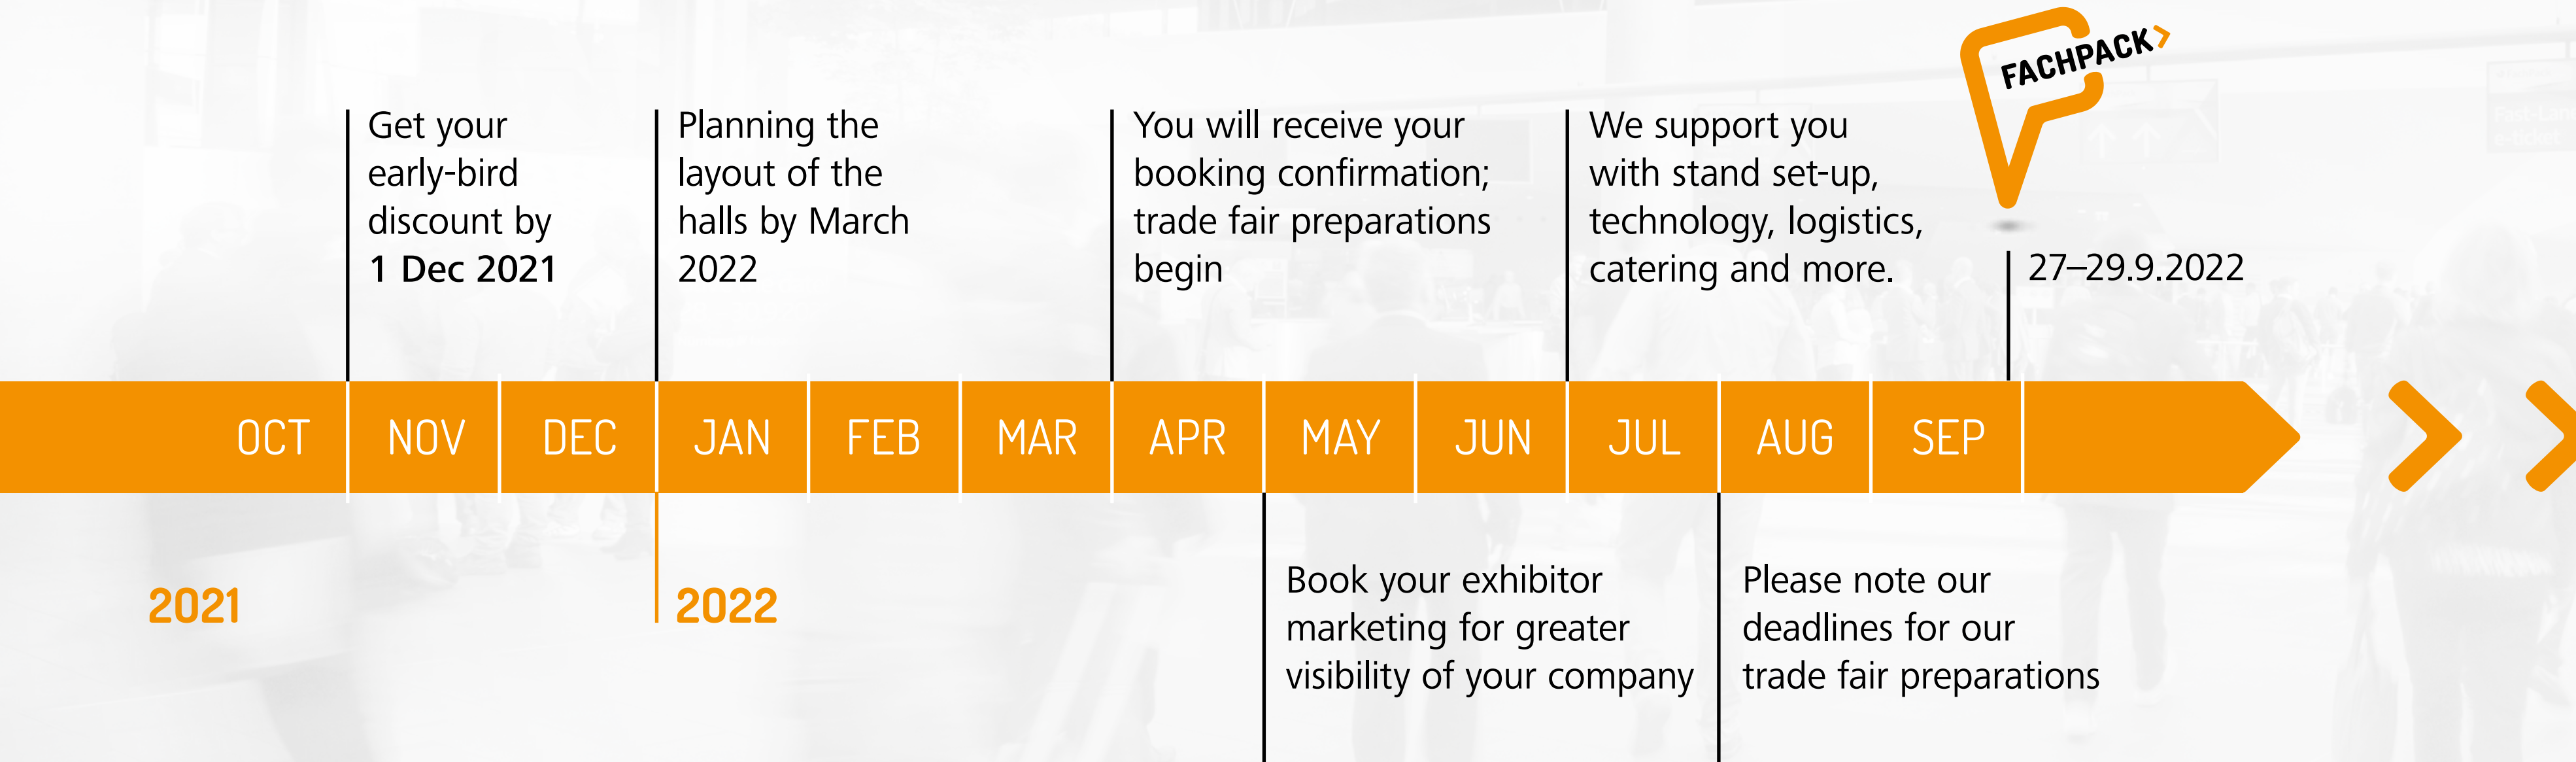 FACHPACK
Get your
early-bird
discount by
1 Dec 2021
Planning the
layout of the
halls by March
2022
You will receive your
booking confirmation;
trade fair preparations
begin
We support you
with stand set-up,
technology, logistics,
catering and more.
27–29.9.2022
OCT NOV DEC JAN FEB MAR APR MAY JUN JUL AUG SEP
2021
2022
Book your exhibitor
marketing for greater
visibility of your company
Please note our
deadlines for our
trade fair preparations